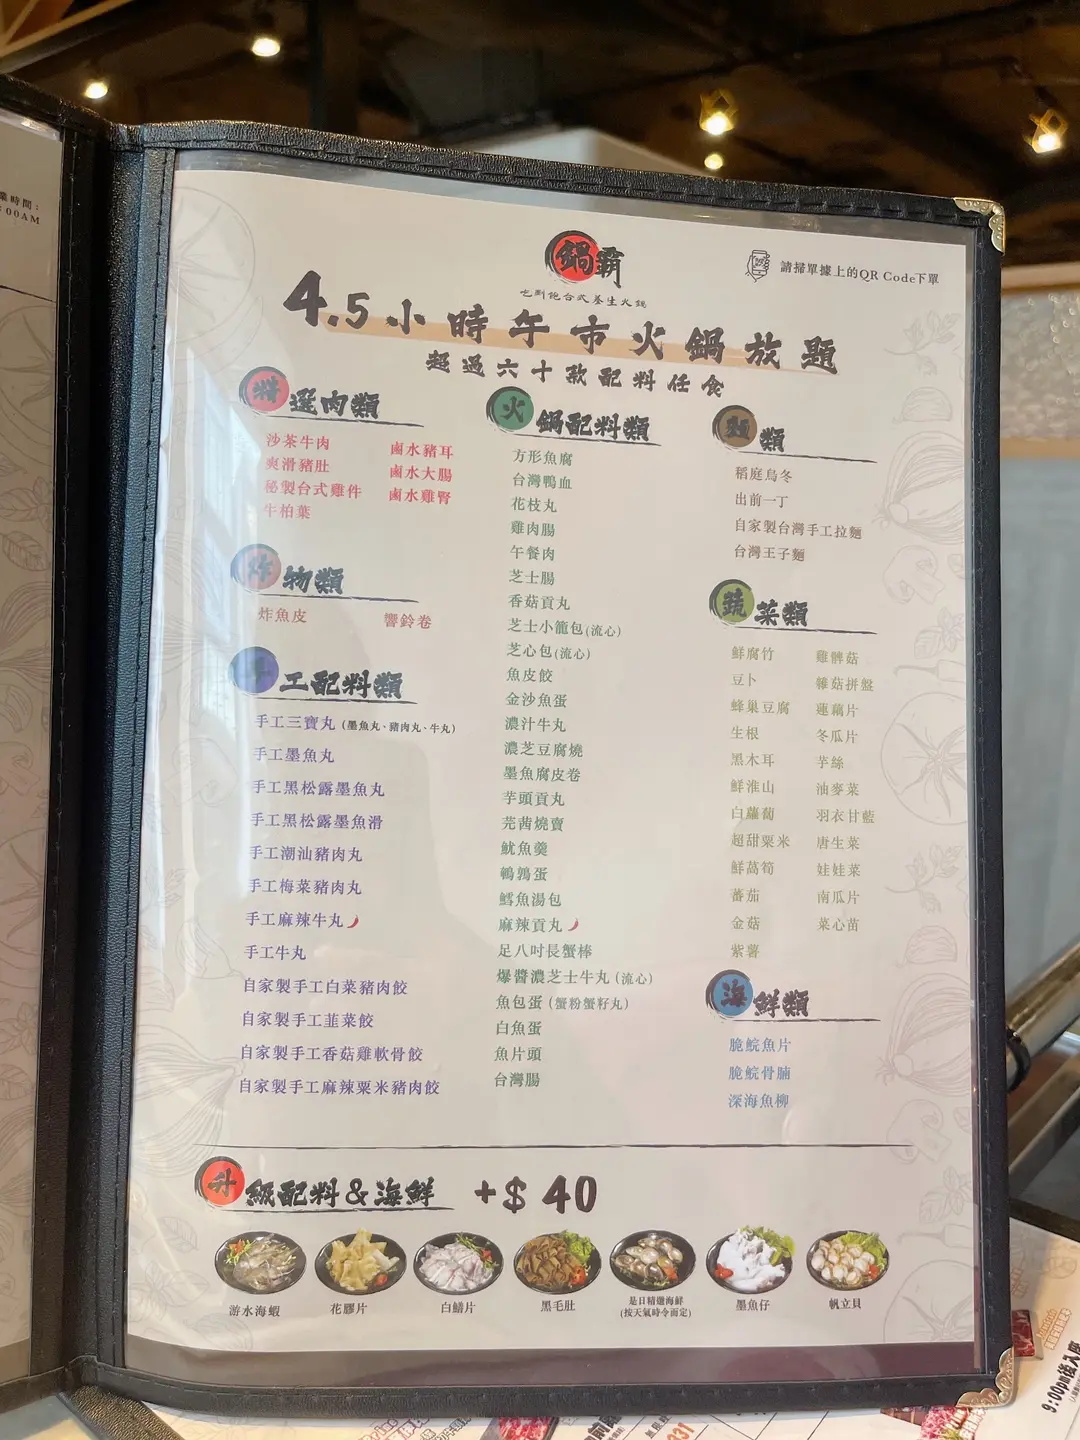 業時間：
:00AM
鍋霸
吃到飽台式養生火鍋
請掃單據上的QR Code下單
4.5小時午市火鍋放題
超過六十款配料任食
精選肉類
沙茶牛肉 鹵水豬耳
爽滑豬肚 鹵水大腸
秘製台式雞件 鹵水雞腎
牛柏葉
炸物類
炸魚皮 響鈴卷
手工配料類
手工三寶丸 (墨魚丸、豬肉丸、牛丸)
手工墨魚丸
手工黑松露墨魚丸
手工黑松露墨魚滑
手工潮汕豬肉丸
手工梅菜豬肉丸
手工麻辣牛丸
手工牛丸
自家製手工白菜豬肉餃
自家製手工韮菜餃
自家製手工香菇雞軟骨餃
自家製手工麻辣粟米豬肉餃
火鍋配料類
方形魚腐
台灣鴨血
花枝丸
雞肉腸
午餐肉
芝士腸
香菇貢丸
芝士小籠包(流心)
芝心包(流心)
魚皮餃
金沙魚蛋
濃汁牛丸
濃芝豆腐燒
墨魚腐皮卷
芋頭貢丸
芫茜燒賣
魷魚羹
鵪鶉蛋
鱈魚湯包
麻辣貢丸
足八吋長蟹棒
爆醬濃芝士牛丸 (流心)
魚包蛋 (蟹粉蟹籽丸)
白魚蛋
魚片頭
台灣腸
麵類
稻庭烏冬
出前一丁
自家製台灣手工拉麵
台灣王子麵
蔬菜類
鮮腐竹 雞髀菇
豆卜 雜菇拼盤
蜂巢豆腐 蓮藕片
生根 冬瓜片
黑木耳 芋絲
鮮淮山 油麥菜
白蘿蔔 羽衣甘藍
超甜粟米 唐生菜
鮮萵筍 娃娃菜
蕃茄 南瓜片
金菇 菜心苗
紫薯
海鮮類
脆鯇魚片
脆鯇骨腩
深海魚柳
升級配料&海鮮 +$40
游水海蝦
花膠片
白鱔片
黑毛肚
是日精選海鮮
(按天氣時令而定)
墨魚仔
帆立貝
9:00pm後入座
331